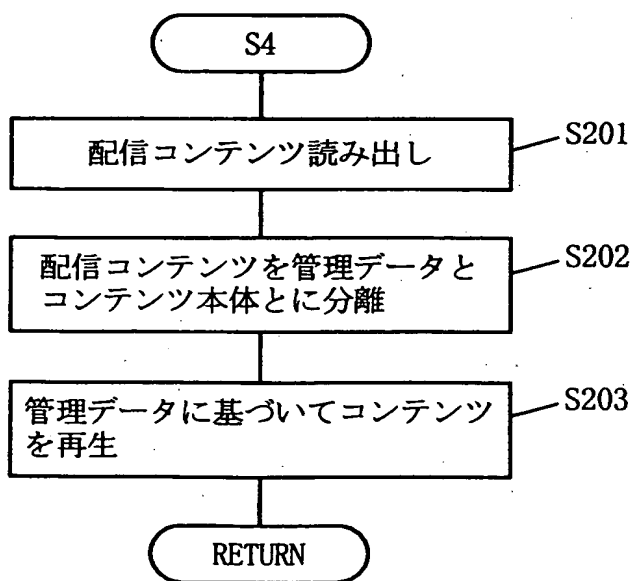 S4
配信コンテンツ読み出し
S201
配信コンテンツを管理データと
コンテンツ本体とに分離
S202
管理データに基づいてコンテンツ
を再生
S203
RETURN